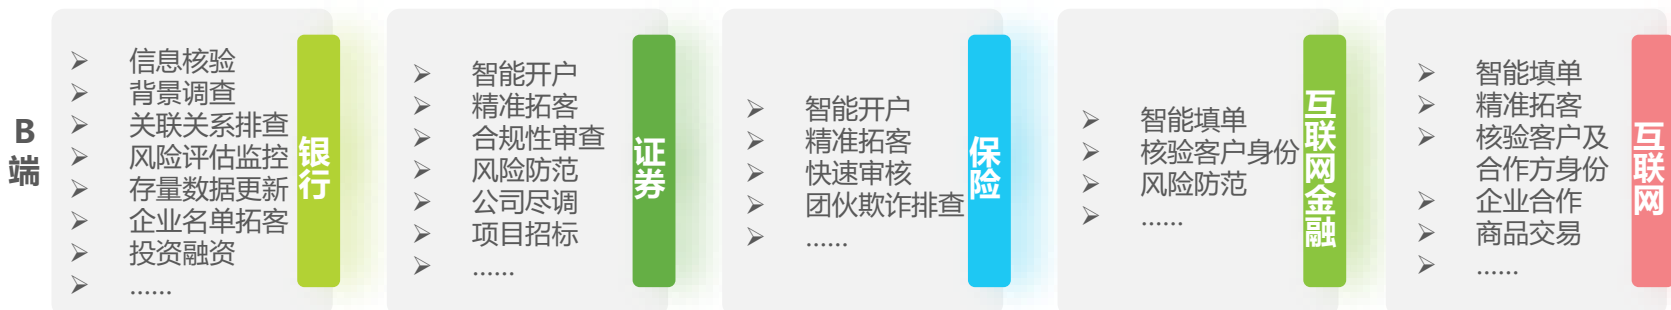 B
端
➢ 信息核验
➢ 背景调查
➢ 关联关系排查
➢ 风险评估监控
➢ 存量数据更新
➢ 企业名单拓客
➢ 投资融资
➢ ......
银行
➢ 智能开户
➢ 精准拓客
➢ 合规性审查
➢ 风险防范
➢ 公司尽调
➢ 项目招标
➢ ......
证券
➢ 智能开户
➢ 精准拓客
➢ 快速审核
➢ 团伙欺诈排查
➢ ......
保险
➢ 智能填单
➢ 核验客户身份
➢ 风险防范
➢ ......
互联网金融
➢ 智能填单
➢ 精准拓客
➢ 核验客户及
合作方身份
➢ 企业合作
➢ 商品交易
➢ ......
互联网